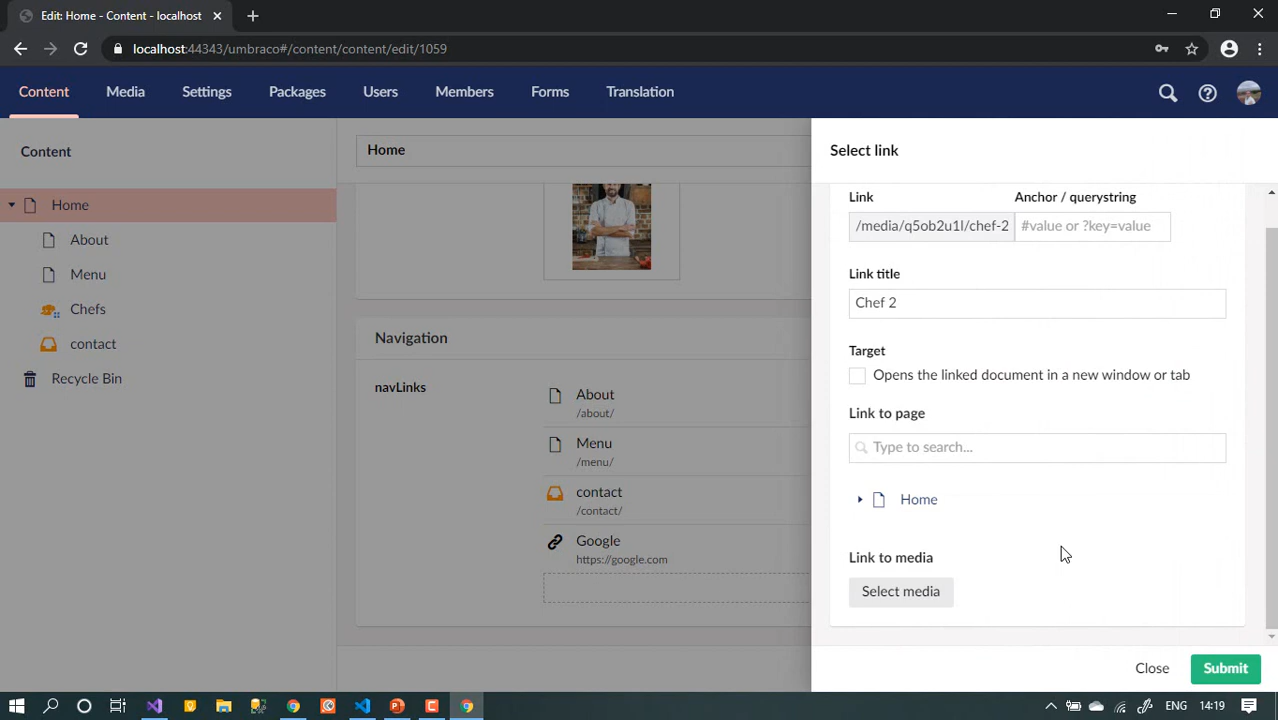 Edit: Home - Content - localhost
localhost:44343/umbraco#/content/content/edit/1059
Content Media Settings Packages Users Members Forms Translation
Content
Home
About
Menu
Chefs
contact
Recycle Bin
Home
Navigation
navLinks
About
/about/
Menu
/menu/
contact
/contact/
Google
https://google.com
Select link
Link Anchor / querystring
/media/q5ob2u1l/chef-2 #value or ?key=value
Link title
Chef 2
Target
Opens the linked document in a new window or tab
Link to page
Type to search...
Home
Link to media
Select media
Close Submit
ENG 14:19